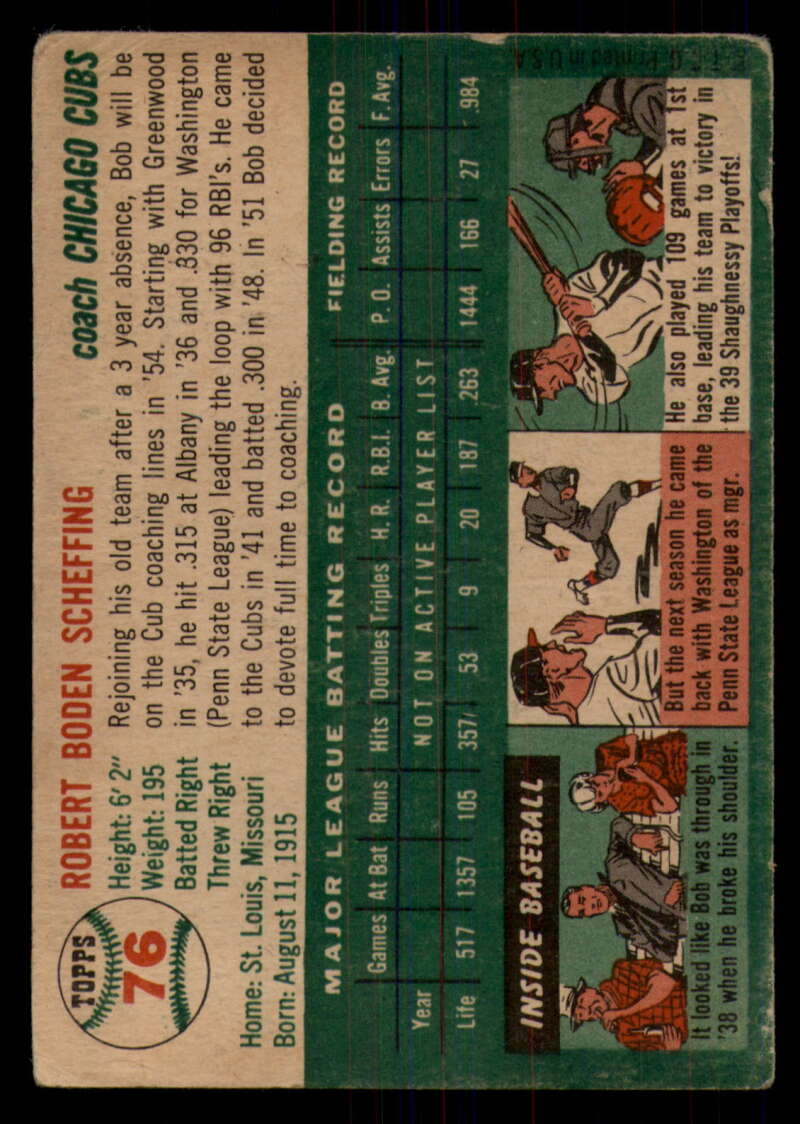 TOPPS
76
ROBERT BODEN SCHEFFING
coach CHICAGO CUBS
Height: 6' 2"
Weight: 195
Batted Right
Threw Right
Home: St. Louis, Missouri
Born: August 11, 1915
Rejoining his old team after a 3 year absence, Bob will be
on the Cub coaching lines in '54. Starting with Greenwood
in '35, he hit .315 at Albany in '36 and .330 for Washington
(Penn State League) leading the loop with 96 RBI's. He came
to the Cubs in '41 and batted .300 in '48. In '51 Bob decided
to devote full time to coaching.
MAJOR LEAGUE BATTING RECORD
FIELDING RECORD
Games At Bat Runs Hits Doubles Triples H. R. R.B.I. B. Avg. P. O. Assists Errors F. Avg.
Year NOT ON ACTIVE PLAYER LIST
Life 517 1357 105 357 53 9 20 187 .263 1444 166 27 .984
INSIDE BASEBALL
It looked like Bob was through in
'38 when he broke his shoulder.
But the next season he came
back with Washington of the
Penn State League as mgr.
He also played 109 games at 1st
base, leading his team to victory in
the 39 Shaughnessy Playoffs!
T. C. G. Printed in U S A